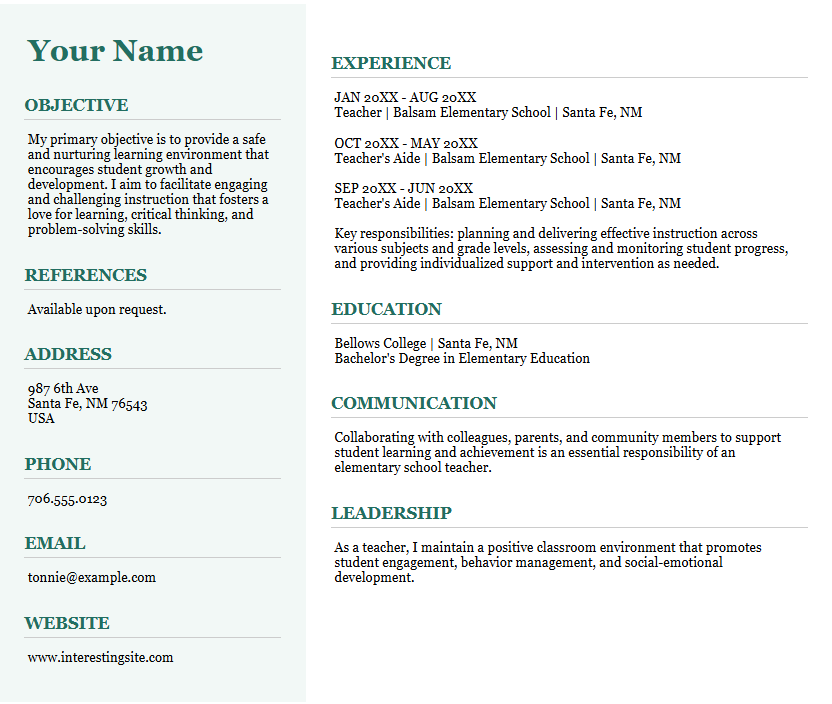 Your Name
OBJECTIVE
My primary objective is to provide a safe
and nurturing learning environment that
encourages student growth and
development. I aim to facilitate engaging
and challenging instruction that fosters a
love for learning, critical thinking, and
problem-solving skills.
REFERENCES
Available upon request.
ADDRESS
987 6th Ave
Santa Fe, NM 76543
USA
PHONE
706.555.0123
EMAIL
tonnie@example.com
WEBSITE
www.interestingsite.com
EXPERIENCE
JAN 20XX - AUG 20XX
Teacher | Balsam Elementary School | Santa Fe, NM
OCT 20XX - MAY 20XX
Teacher's Aide | Balsam Elementary School | Santa Fe, NM
SEP 20XX - JUN 20XX
Teacher's Aide | Balsam Elementary School | Santa Fe, NM
Key responsibilities: planning and delivering effective instruction across
various subjects and grade levels, assessing and monitoring student progress,
and providing individualized support and intervention as needed.
EDUCATION
Bellows College | Santa Fe, NM
Bachelor's Degree in Elementary Education
COMMUNICATION
Collaborating with colleagues, parents, and community members to support
student learning and achievement is an essential responsibility of an
elementary school teacher.
LEADERSHIP
As a teacher, I maintain a positive classroom environment that promotes
student engagement, behavior management, and social-emotional
development.